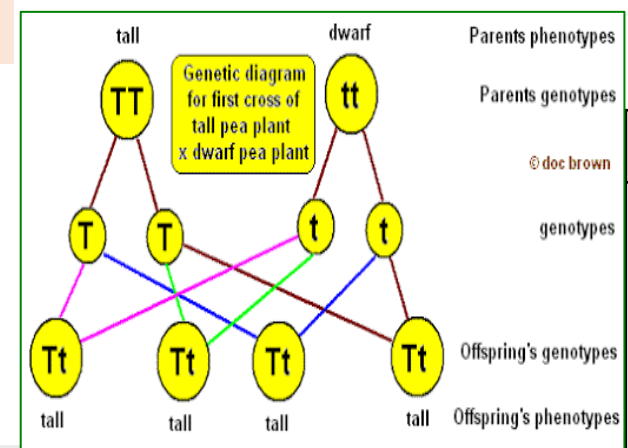 tall dwarf Parents phenotypes
TT tt Parents genotypes
Genetic diagram
for first cross of
tall pea plant
x dwarf pea plant
© doc brown
T T t t genotypes
Tt Tt Tt Tt Offspring's genotypes
tall tall tall tall Offspring's phenotypes